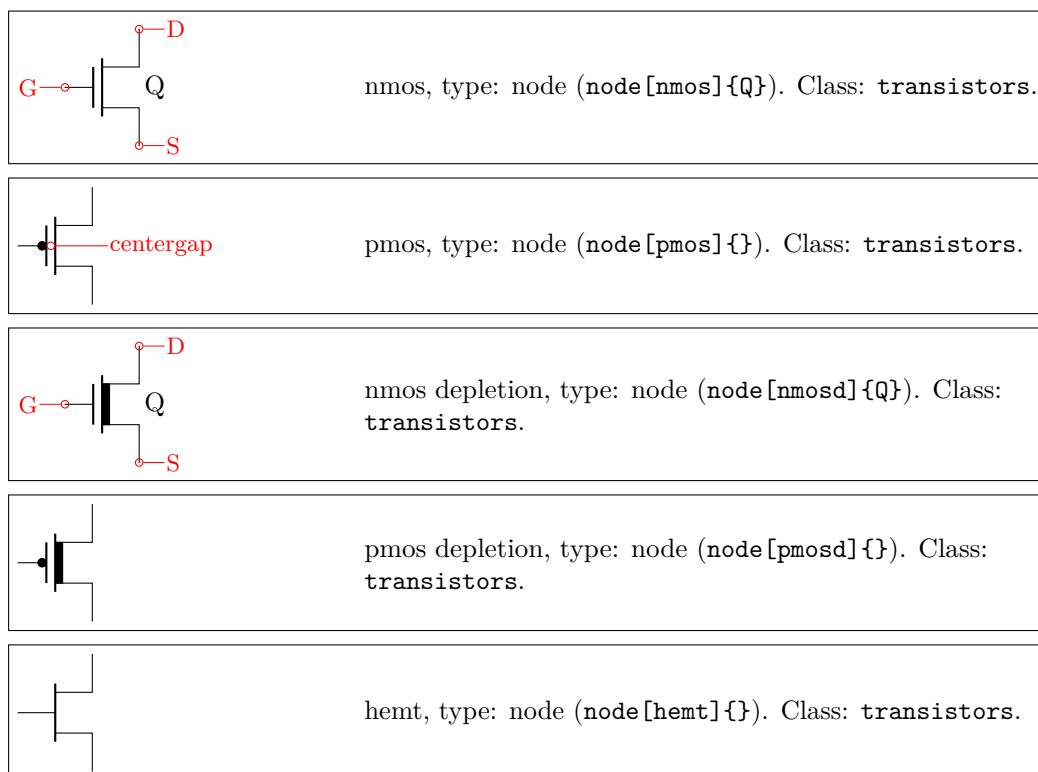 D
G
Q
nmos, type: node (node[nmos]{Q}). Class: transistors.
S
centergap
pmos, type: node (node[pmos]{}). Class: transistors.
D
G
Q
nmos depletion, type: node (node[nmosd]{Q}). Class:
transistors.
S
pmos depletion, type: node (node[pmosd]{}). Class:
transistors.
hemt, type: node (node[hemt]{}). Class: transistors.